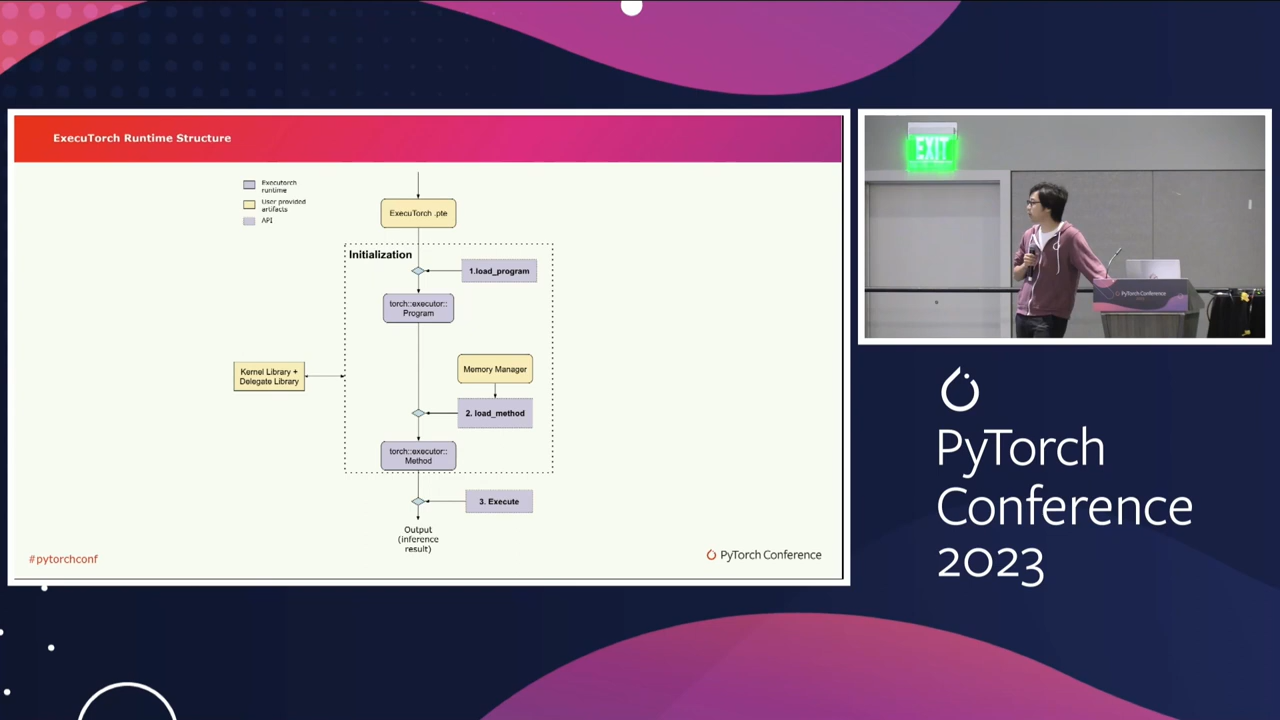 ExecuTorch Runtime Structure
Executorch
runtime
User provided
artifacts
API
ExecuTorch .pte
Initialization
1.load_program
torch::executor::
Program
Kernel Library +
Delegate Library
Memory Manager
2. load_method
torch::executor::
Method
3. Execute
Output
(inference
result)
#pytorchconf
PyTorch Conference
EXIT
PyTorch Conference
PyTorch
Conference
2023